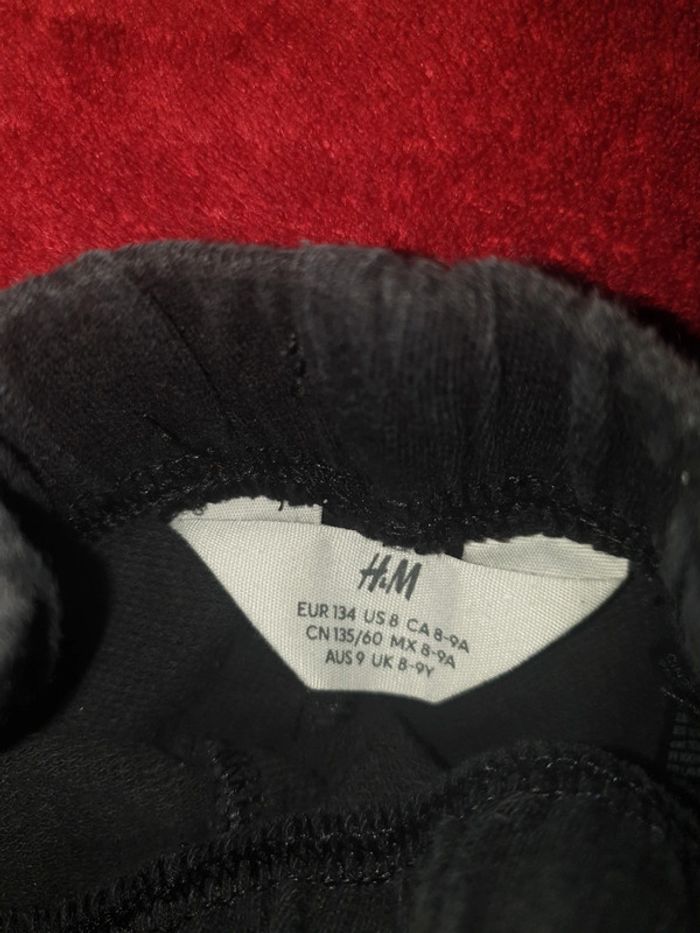 H&M
EUR 134 US 8 CA 8-9A
CN 135/60 MX 8-9A
AUS 9 UK 8-9Y